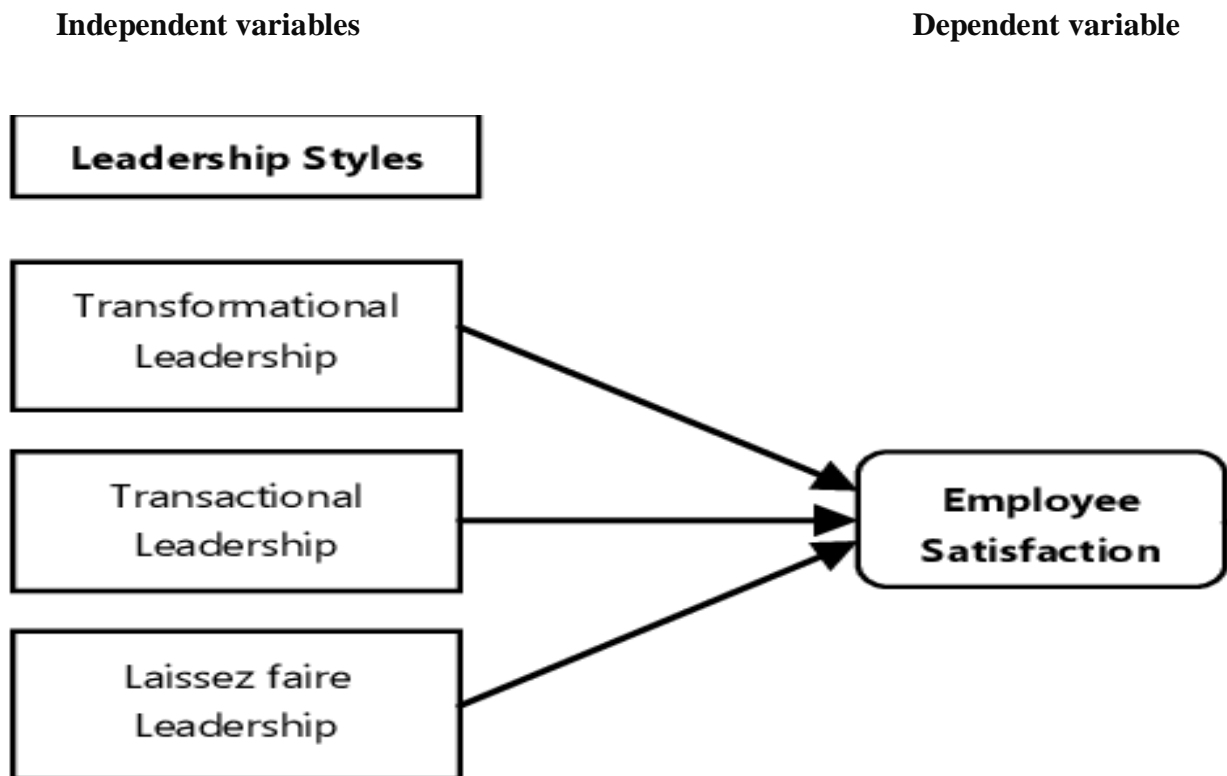 Independent variables
Dependent variable
Leadership Styles
Transformational
Leadership
Transactional
Leadership
Laissez faire
Leadership
Employee
Satisfaction